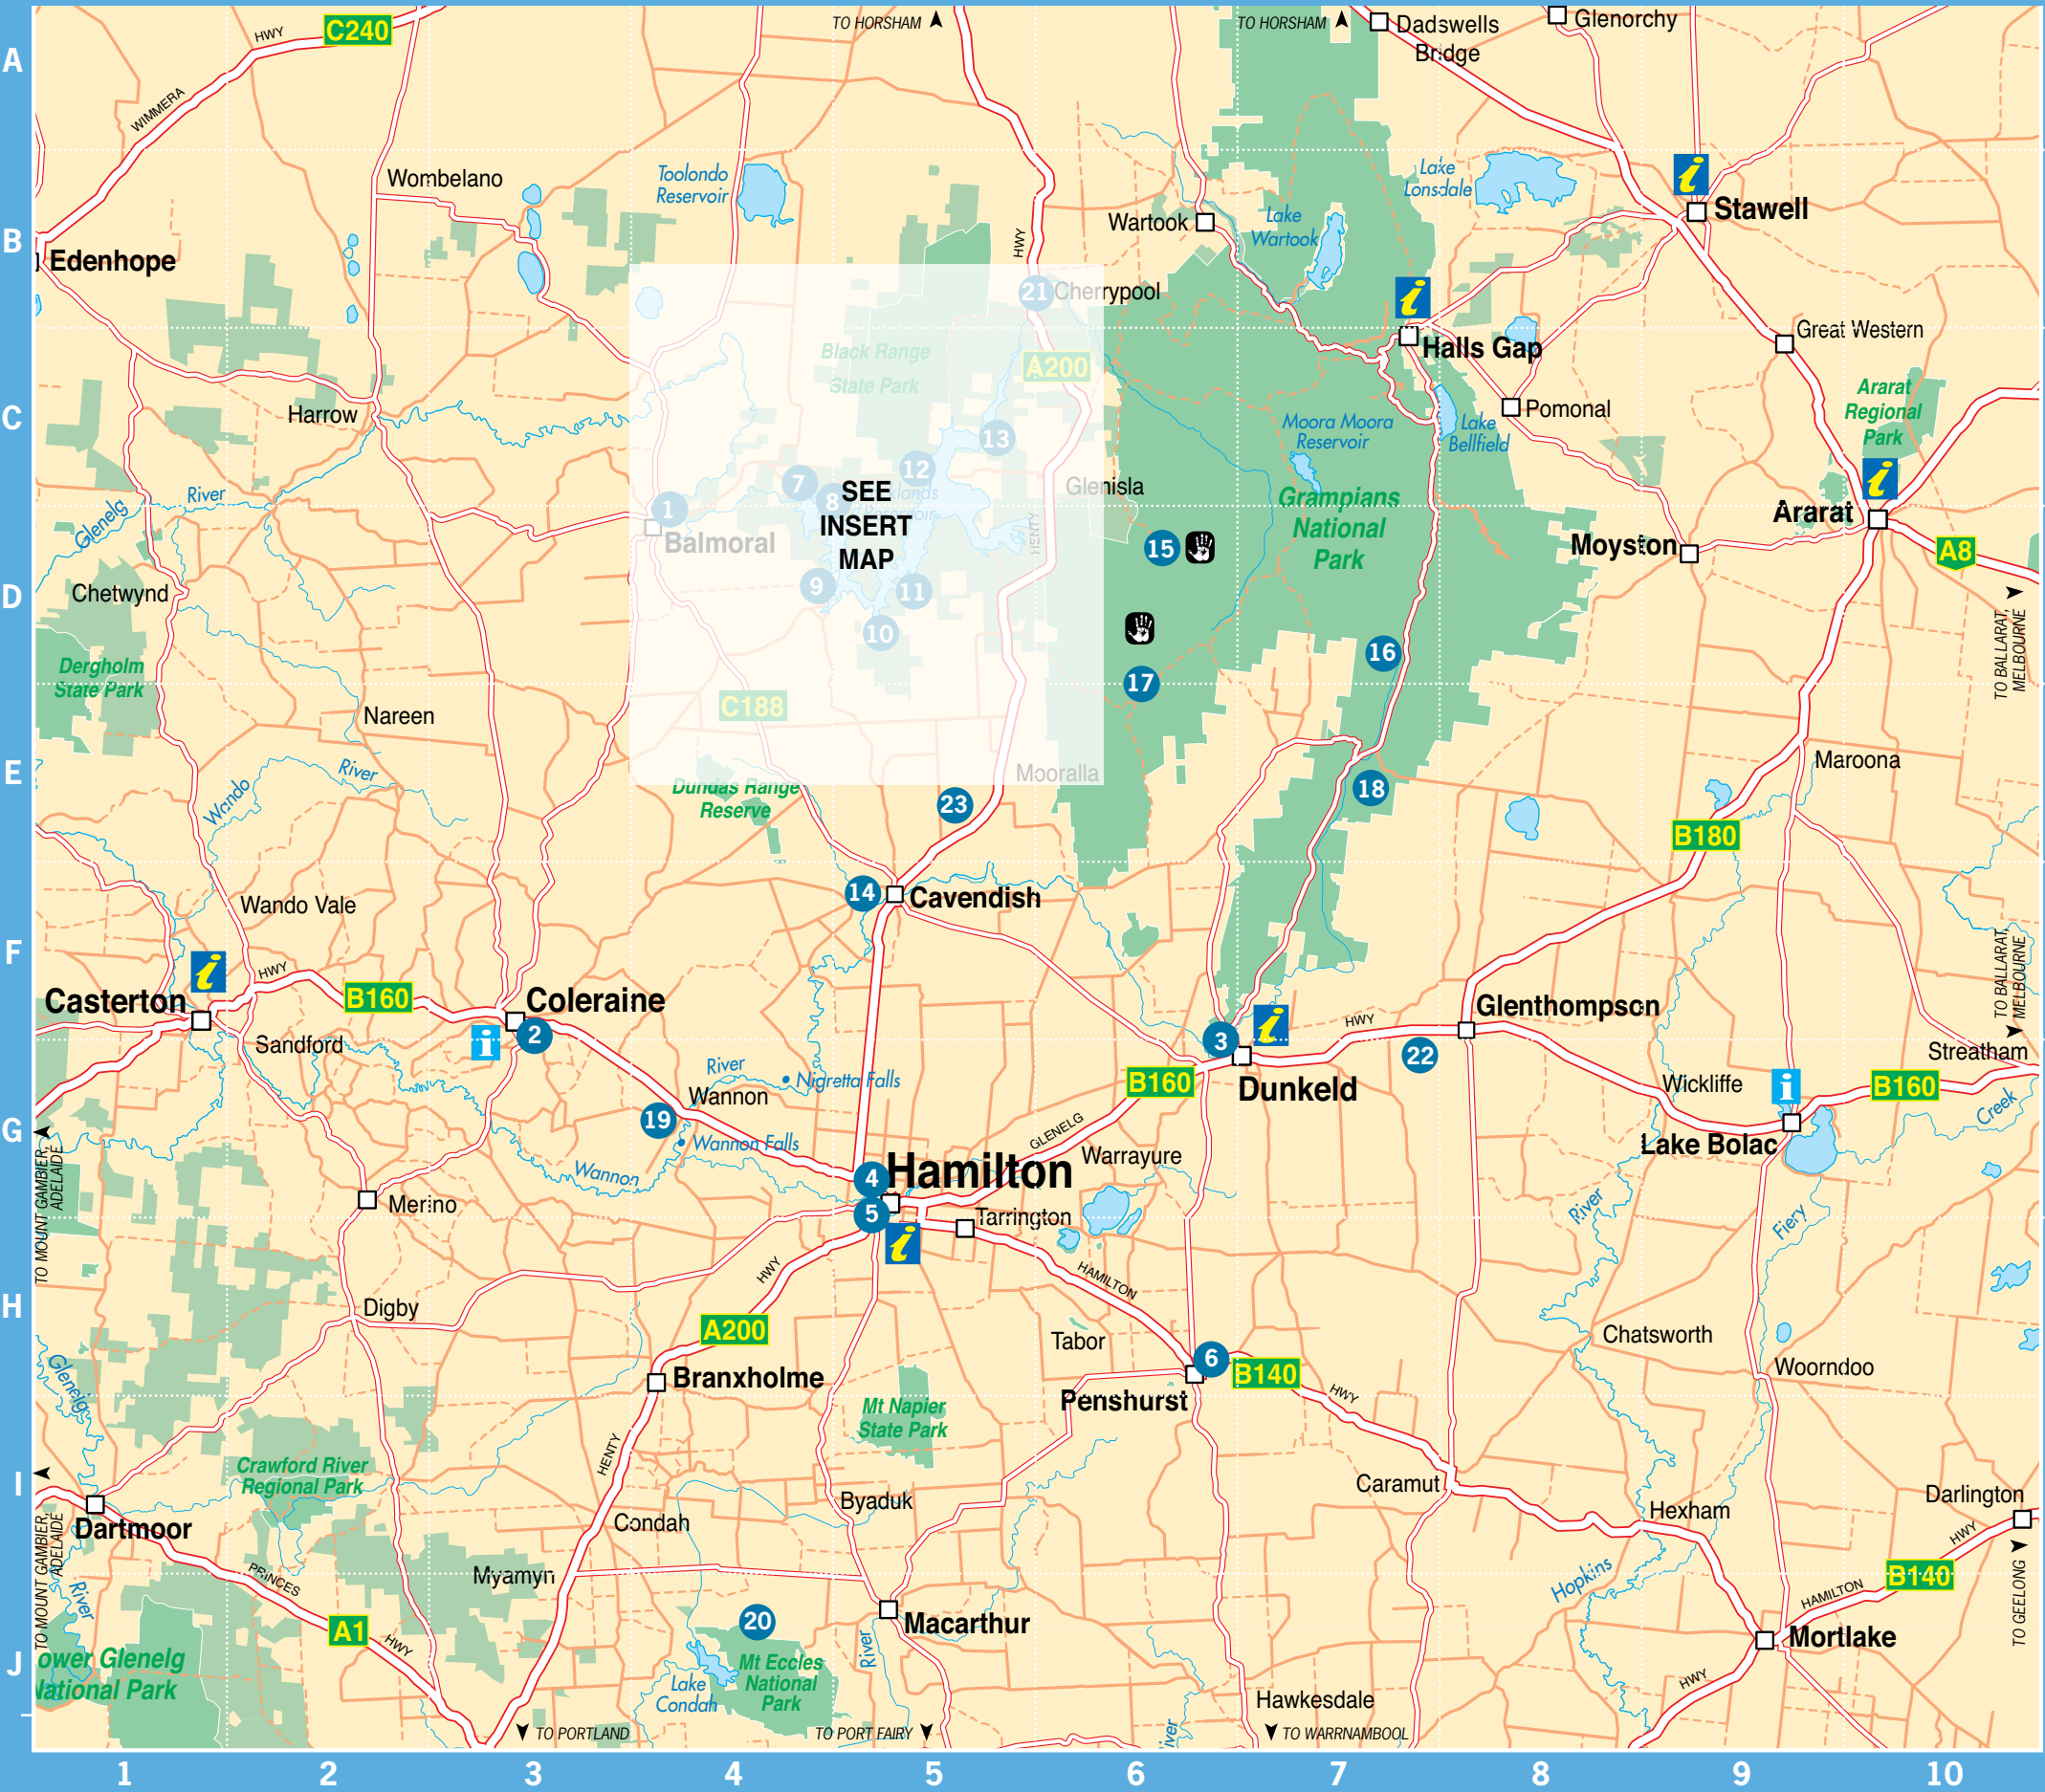 TO HORSHAM
TO HORSHAM
Dadswells
Bridge
Glenorchy
C240
HWY
A
WIMMERA
Wombelano
Toolondo
Reservoir
Lake
Lonsdale
i
Stawell
Wartook
Lake
Wartook
B
HWY
Edenhope
i
21
Cherrypool
Great Western
Halls Gap
Black Range
State Park
A200
Ararat
Regional
Park
C
Harrow
Pomonal
Moora Moora
Reservoir
Lake
Bellfield
13
12
7
8
SEE
INSERT
MAP
Glenisla
Grampians
National
Park
i
River
Glenelg
1
Balmoral
HENTY
Ararat
15
Moyston
A8
D
Chetwynd
9
11
10
TO BALLARAT,
MELBOURNE
Dergholm
State Park
16
17
C188
Nareen
E
River
Wando
Mooralla
Maroona
Dundas Range
Reserve
23
18
B180
14
Cavendish
Wando Vale
F
i
HWY
Casterton
B160
Coleraine
Glenthompson
TO BALLARAT,
MELBOURNE
Sandford
i
2
3
i
HWY
22
Streatham
River
Nigretta Falls
Wannon
B160
Dunkeld
Wickliffe
i
B160
Creek
G
19
Wannon Falls
GLENELG
Warrayure
Lake Bolac
TO MOUNT GAMBIER,
ADELAIDE
Wannon
4
Hamilton
Merino
5
Tarrington
River
Fiery
i
HWY
HAMILTON
H
Digby
A200
Tabor
Chatsworth
6
B140
Woorndoo
Glenelg
Branxholme
Penshurst
HWY
Mt Napier
State Park
HENTY
Crawford River
Regional Park
I
Caramut
Byaduk
Hexham
Darlington
Dartmoor
Condah
HWY
TO MOUNT GAMBIER,
ADELAIDE
PRINCES
Myamyn
Hopkins
B140
HAMILTON
River
A1
20
Macarthur
TO GEELONG
HWY
River
Mortlake
J
ower Glenelg
National Park
Mt Eccles
National
Park
Lake
Condah
HWY
Hawkesdale
TO PORTLAND
TO PORT FAIRY
iver
TO WARRNAMBOOL
1 2 3 4 5 6 7 8 9 10